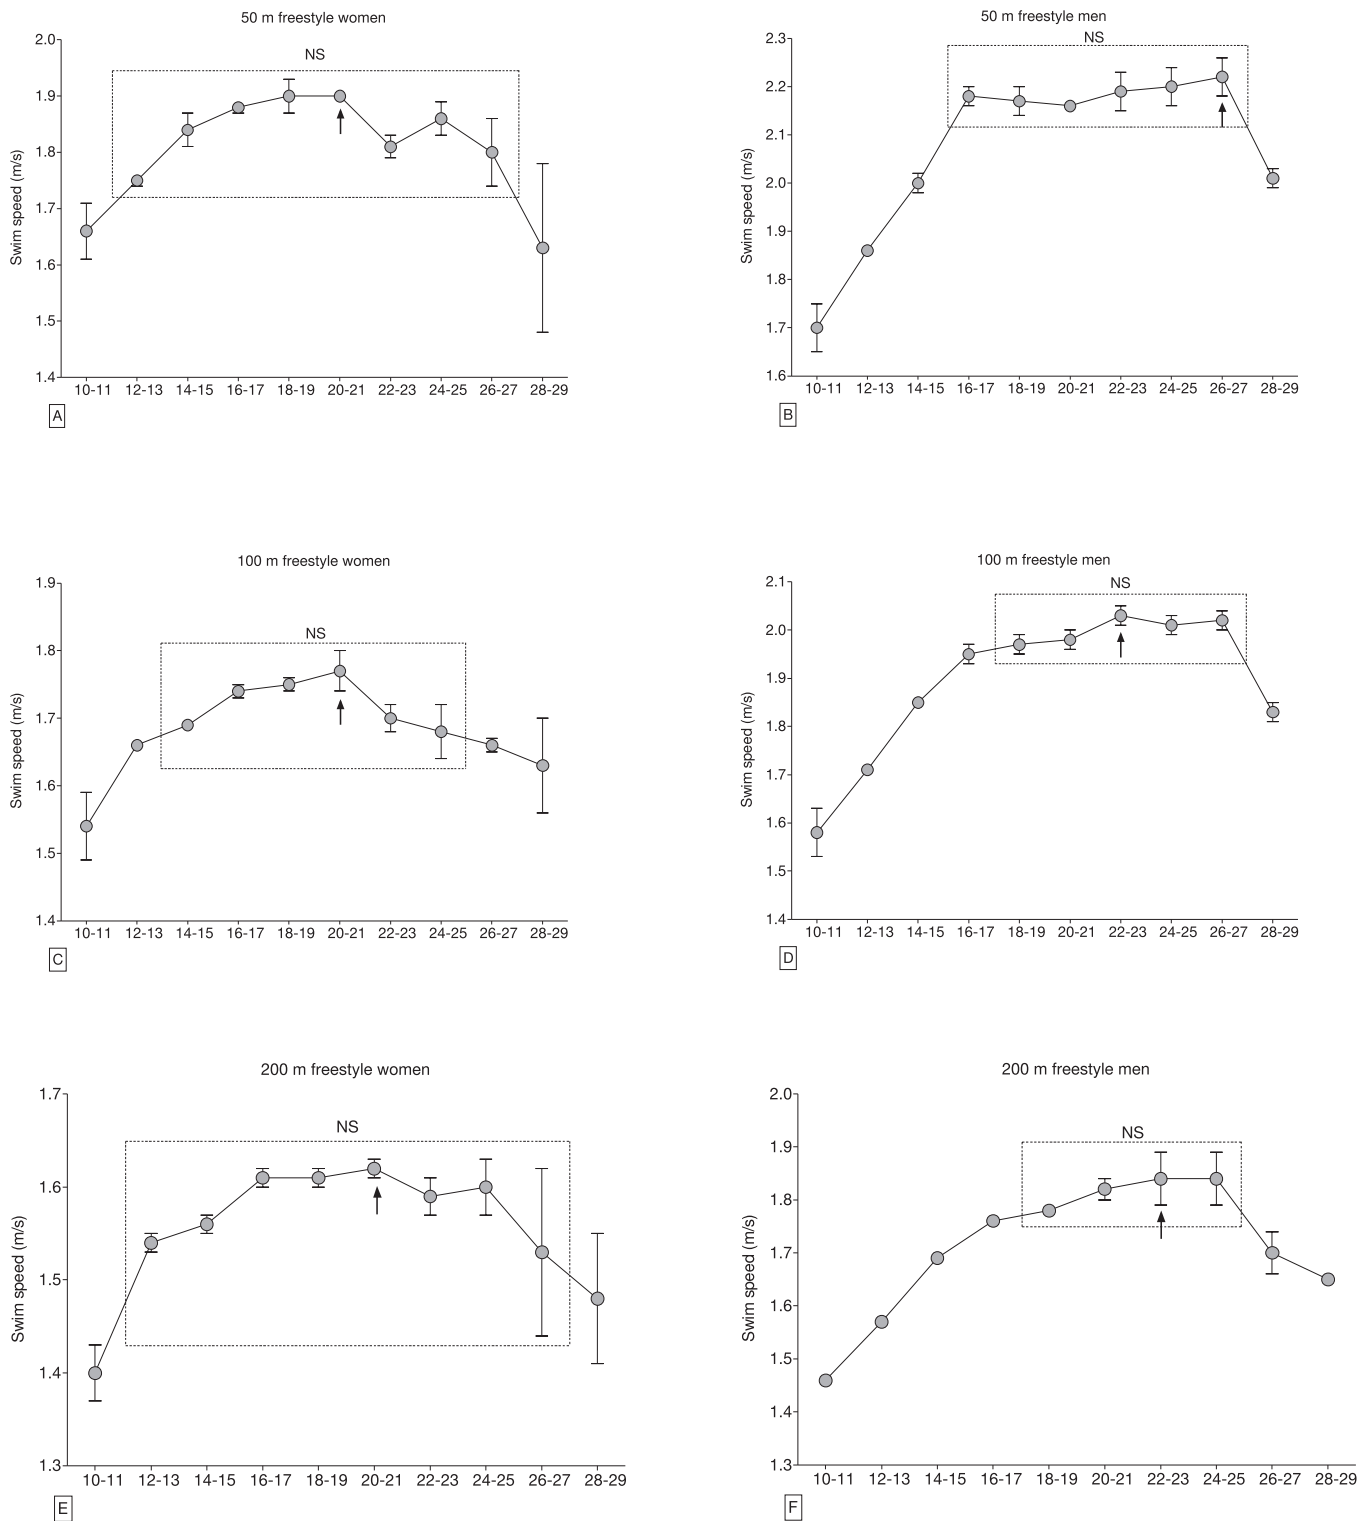 50 m freestyle women
NS
2.0
1.9
1.8
1.7
1.6
1.5
1.4
Swim speed (m/s)
10-11 12-13 14-15 16-17 18-19 20-21 22-23 24-25 26-27 28-29
A
50 m freestyle men
NS
2.3
2.2
2.1
2.0
1.9
1.8
1.7
1.6
Swim speed (m/s)
10-11 12-13 14-15 16-17 18-19 20-21 22-23 24-25 26-27 28-29
B
100 m freestyle women
NS
1.9
1.8
1.7
1.6
1.5
1.4
Swim speed (m/s)
10-11 12-13 14-15 16-17 18-19 20-21 22-23 24-25 26-27 28-29
C
100 m freestyle men
NS
2.1
2.0
1.9
1.8
1.7
1.6
1.5
1.4
Swim speed (m/s)
10-11 12-13 14-15 16-17 18-19 20-21 22-23 24-25 26-27 28-29
D
200 m freestyle women
NS
1.7
1.6
1.5
1.4
1.3
Swim speed (m/s)
10-11 12-13 14-15 16-17 18-19 20-21 22-23 24-25 26-27 28-29
E
200 m freestyle men
NS
2.0
1.9
1.8
1.7
1.6
1.5
1.4
1.3
Swim speed (m/s)
10-11 12-13 14-15 16-17 18-19 20-21 22-23 24-25 26-27 28-29
F